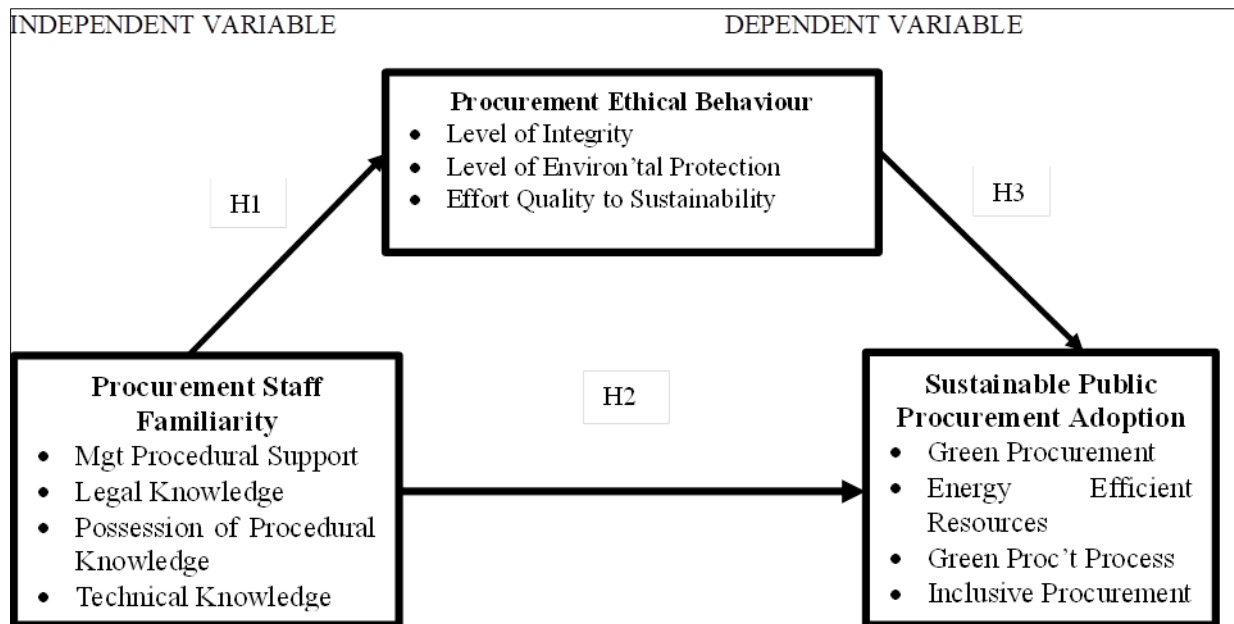 INDEPENDENT VARIABLE
DEPENDENT VARIABLE
Procurement Ethical Behaviour
• Level of Integrity
• Level of Environ'tal Protection
• Effort Quality to Sustainability
H1
H3
H2
Procurement Staff
Familiarity
• Mgt Procedural Support
• Legal Knowledge
• Possession of Procedural
Knowledge
• Technical Knowledge
Sustainable Public
Procurement Adoption
• Green Procurement
• Energy Efficient
Resources
• Green Proc't Process
• Inclusive Procurement